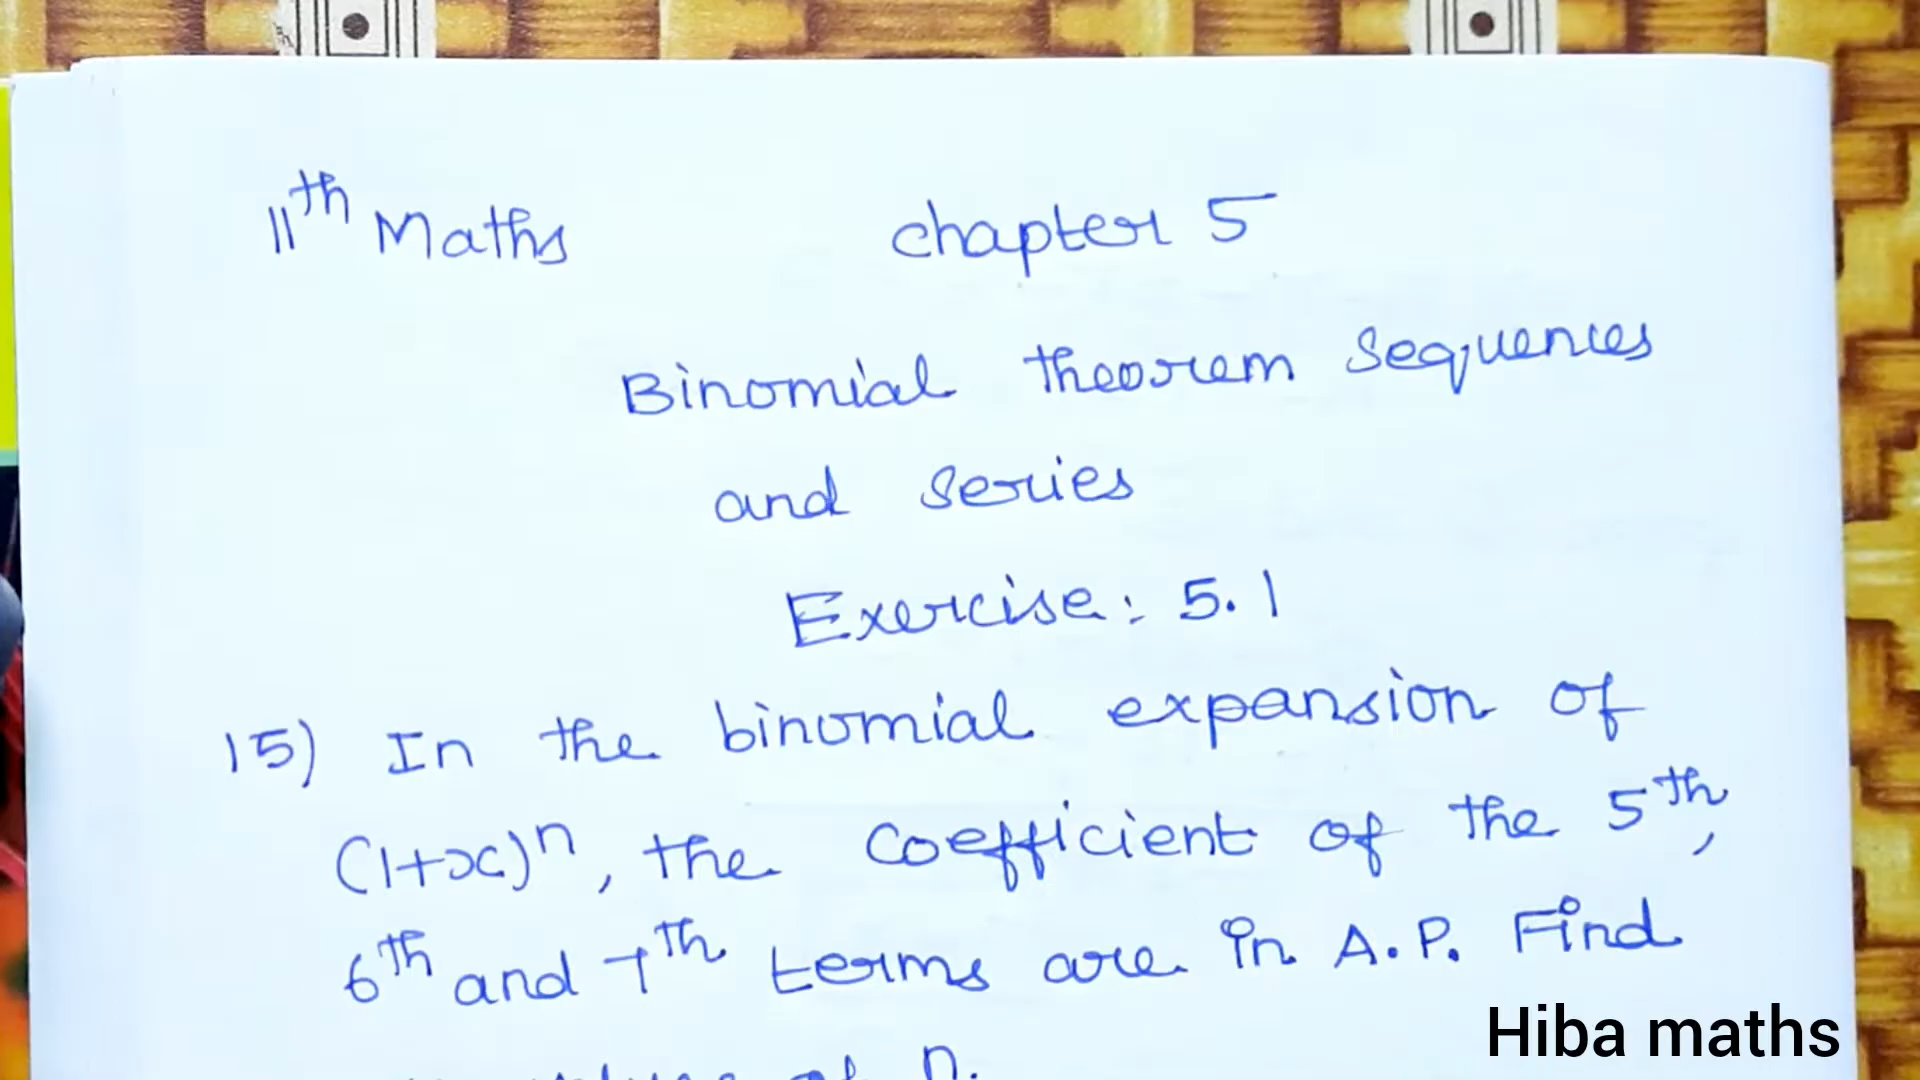 11th Maths chapter 5
Binomial theorem sequences
and series
Exercise: 5.1
15) In the binomial expansion of
(1+x)^n, the coefficient of the 5th,
6th and 7th terms are in A.P. Find
of n.
Hiba maths